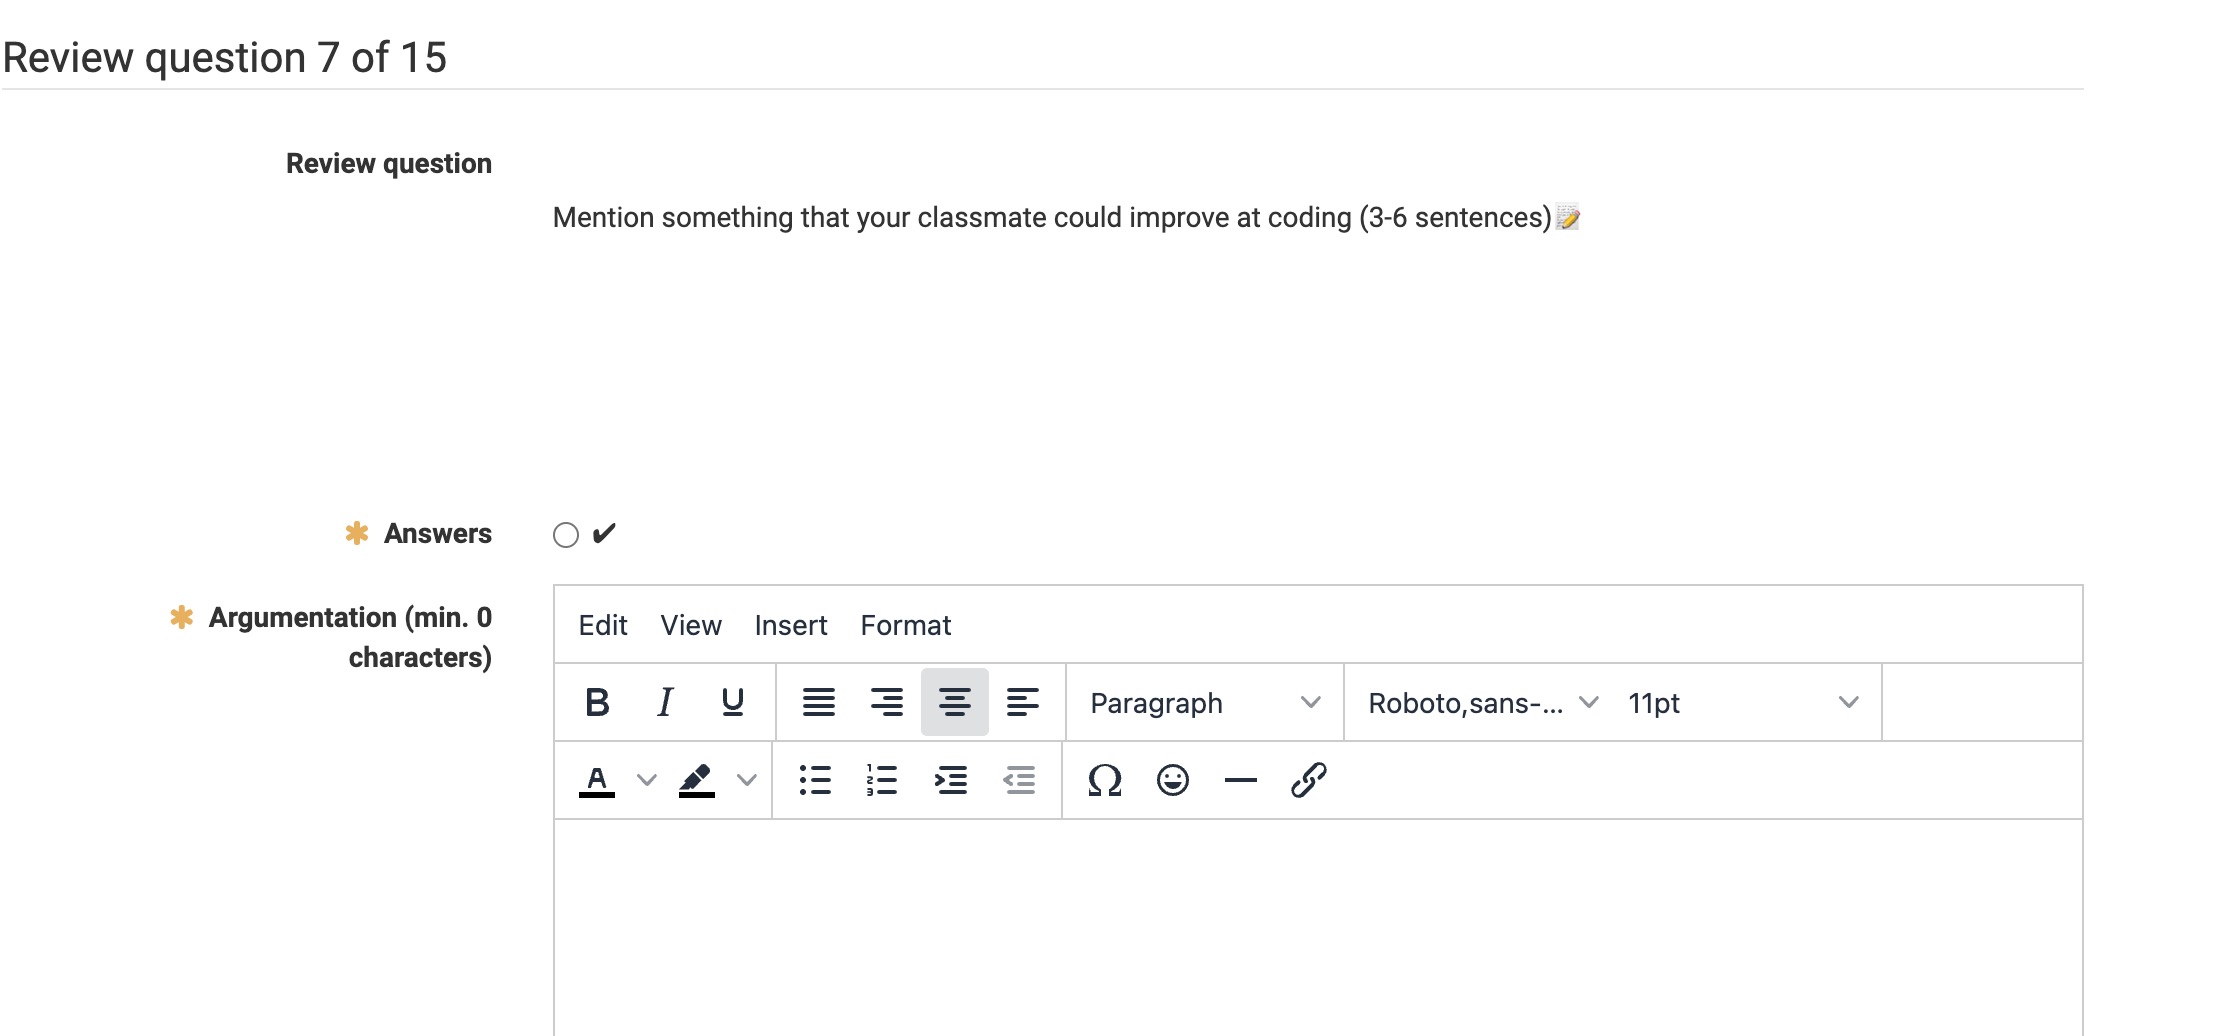 Review question 7 of 15
Review question
Mention something that your classmate could improve at coding (3-6 sentences)📝
✱ Answers
✔
✱ Argumentation (min. 0
characters)
Edit View Insert Format
B I U
Paragraph
Roboto,sans-...
11pt
A
Ω